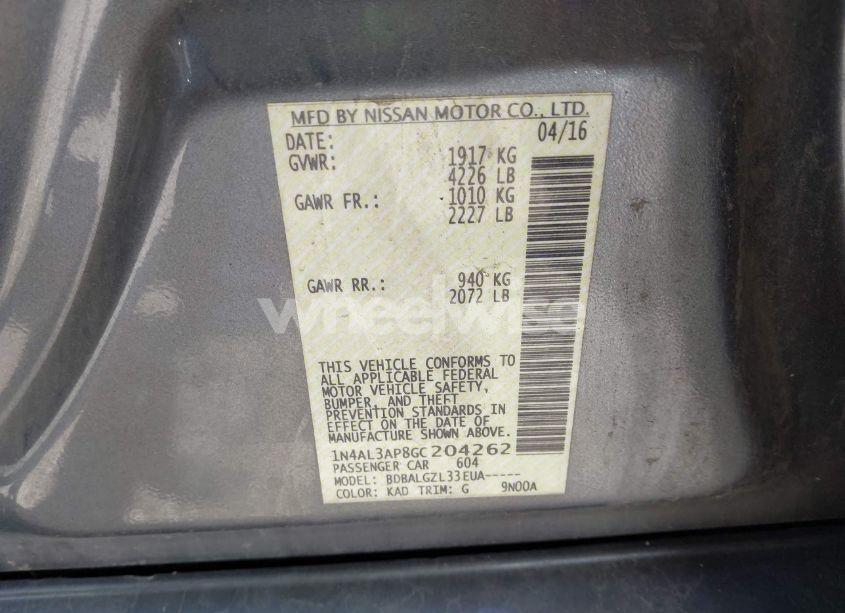 MFD BY NISSAN MOTOR CO., LTD.
DATE: 04/16
GVWR: 1917 KG
4226 LB
GAWR FR.: 1010 KG
2227 LB
GAWR RR.: 940 KG
2072 LB
wheelwise
THIS VEHICLE CONFORMS TO
ALL APPLICABLE FEDERAL
MOTOR VEHICLE SAFETY,
BUMPER, AND THEFT
PREVENTION STANDARDS IN
EFFECT ON THE DATE OF
MANUFACTURE SHOWN ABOVE.
1N4AL3AP8GC204262
PASSENGER CAR 604
MODEL: BDBALGZL33EUA-----
COLOR: KAD TRIM: G 9N00A